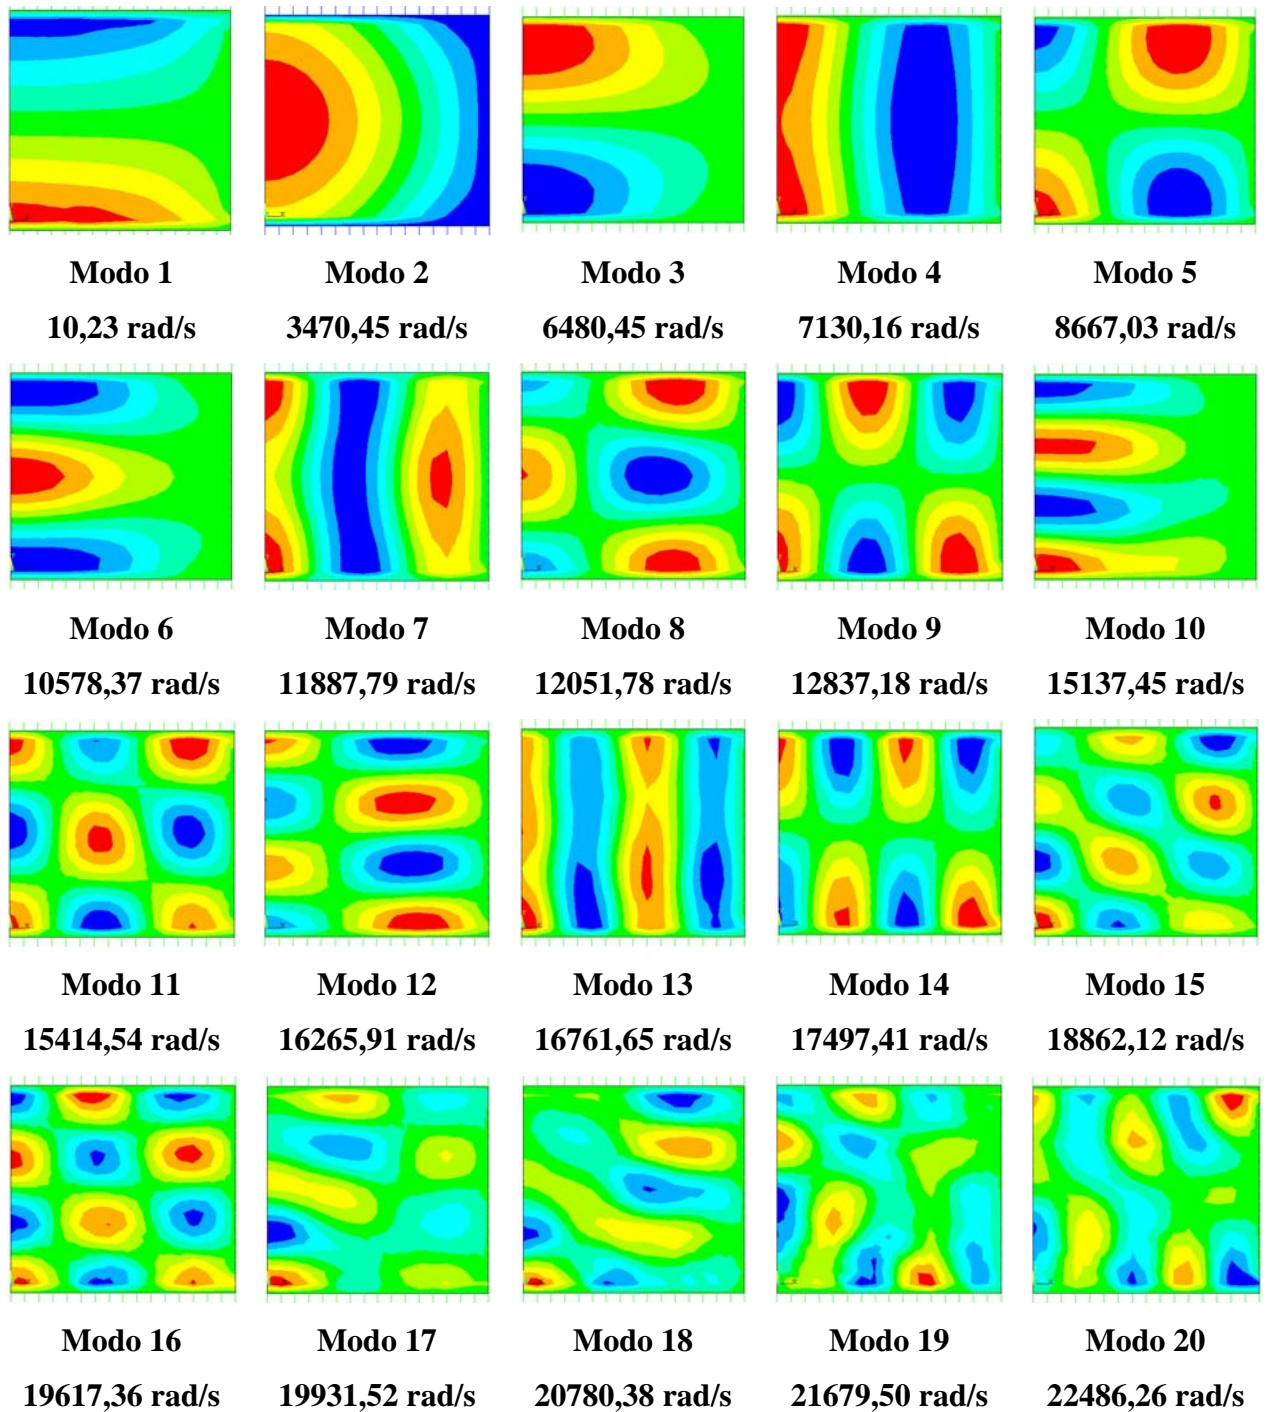 Modo 1 Modo 2 Modo 3 Modo 4 Modo 5
10,23 rad/s 3470,45 rad/s 6480,45 rad/s 7130,16 rad/s 8667,03 rad/s
Modo 6 Modo 7 Modo 8 Modo 9 Modo 10
10578,37 rad/s 11887,79 rad/s 12051,78 rad/s 12837,18 rad/s 15137,45 rad/s
Modo 11 Modo 12 Modo 13 Modo 14 Modo 15
15414,54 rad/s 16265,91 rad/s 16761,65 rad/s 17497,41 rad/s 18862,12 rad/s
Modo 16 Modo 17 Modo 18 Modo 19 Modo 20
19617,36 rad/s 19931,52 rad/s 20780,38 rad/s 21679,50 rad/s 22486,26 rad/s